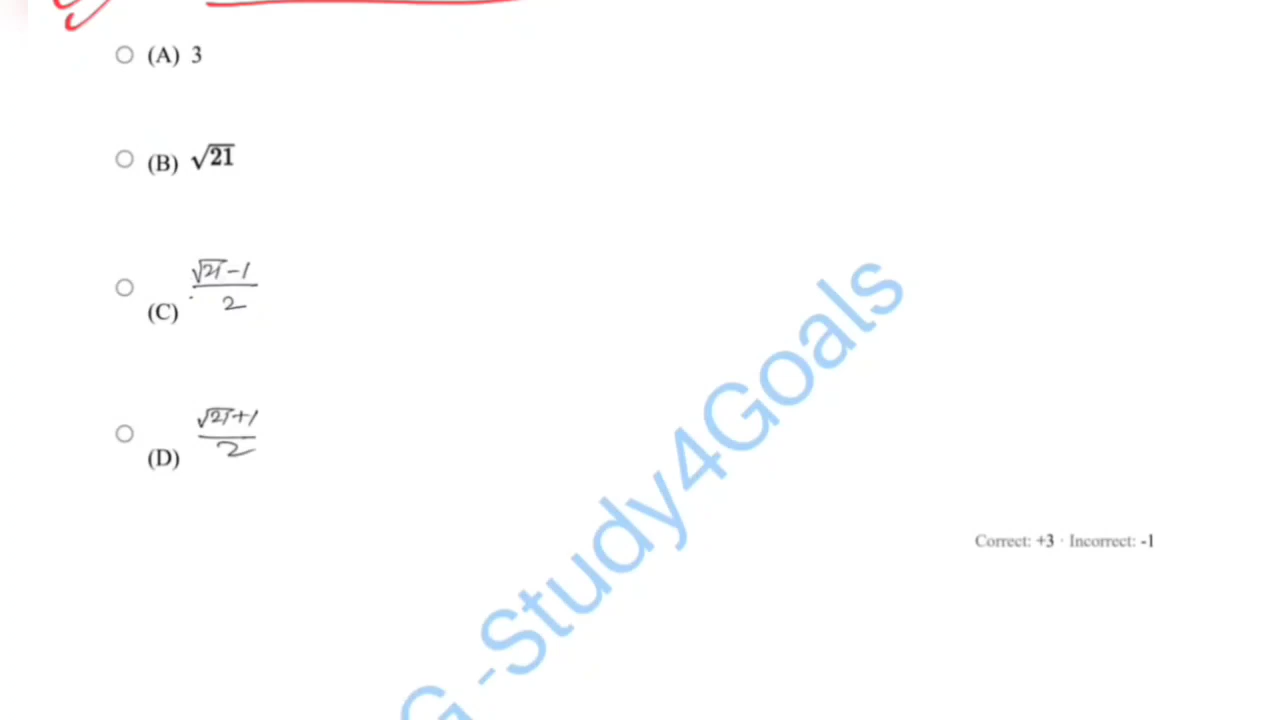 (A) 3
(B) √21
(C) (√21 - 1) / 2
(D) (√21 + 1) / 2
Correct: +3 · Incorrect: -1
G -Study4Goals